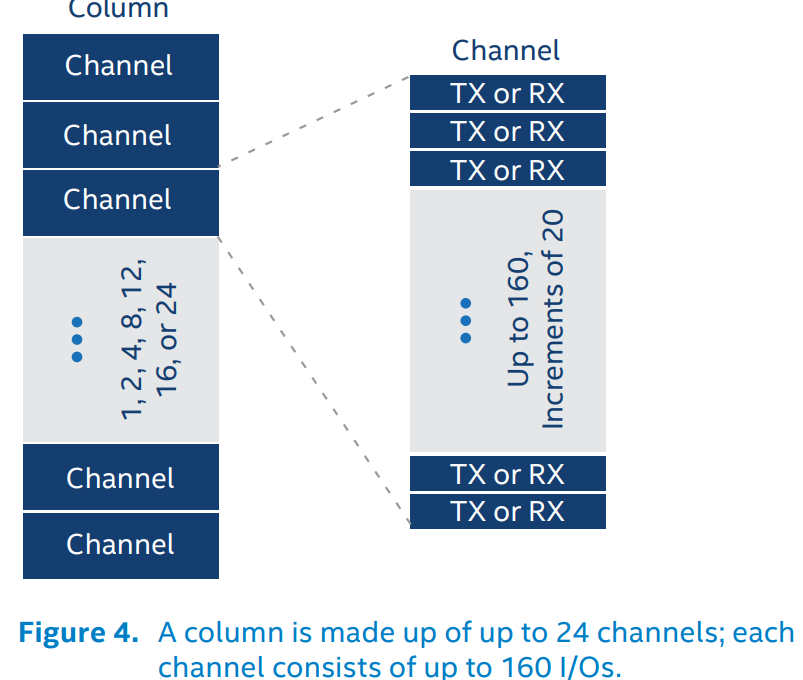 Column
Channel
Channel
Channel
1, 2, 4, 8, 12,
16, or 24
Channel
Channel
Channel
TX or RX
TX or RX
TX or RX
Up to 160,
Increments of 20
TX or RX
TX or RX
Figure 4. A column is made up of up to 24 channels; each
channel consists of up to 160 I/Os.